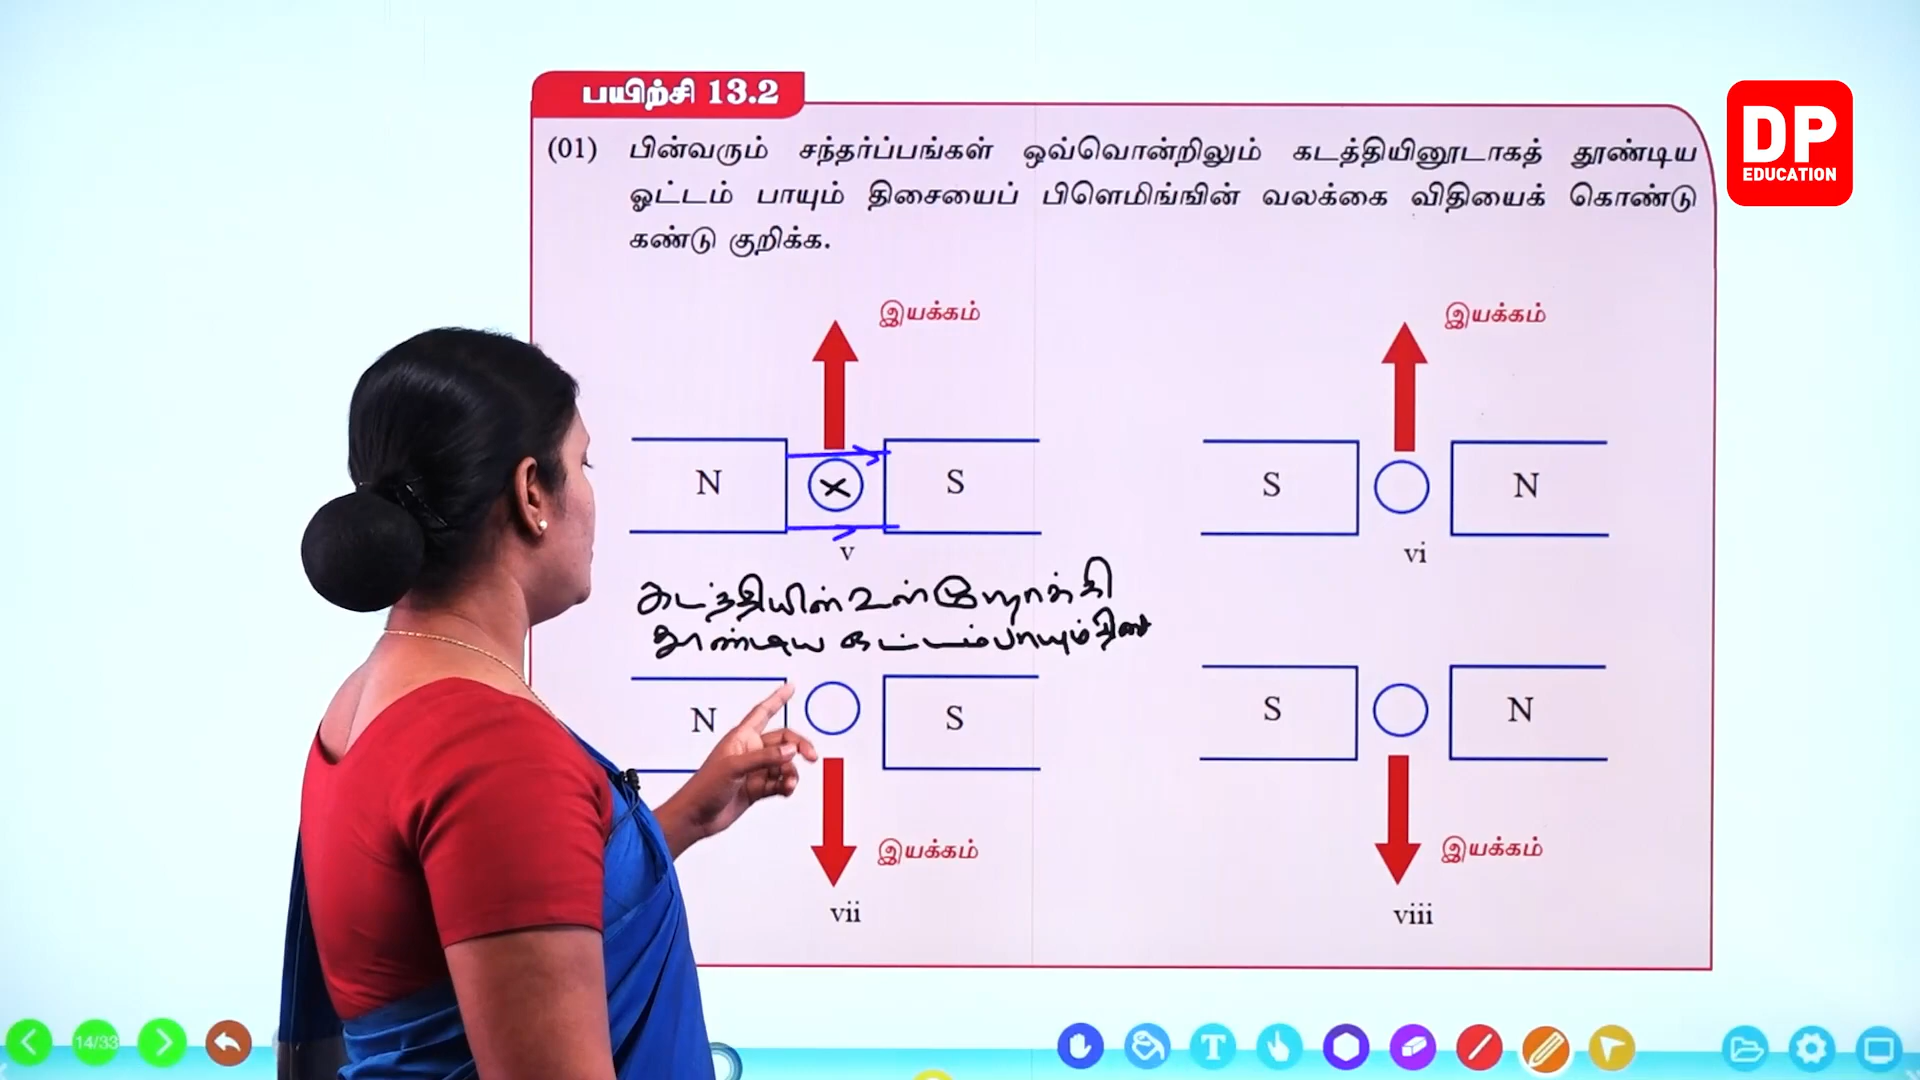 பயிற்சி 13.2
DP
EDUCATION
(01) பின்வரும் சந்தர்ப்பங்கள் ஒவ்வொன்றிலும் கடத்தியினூடாகத் தூண்டிய
ஓட்டம் பாயும் திசையைப் பிளெமிங்ஙின் வலக்கை விதியைக் கொண்டு
கண்டு குறிக்க.
இயக்கம்
இயக்கம்
N
S
S
N
v
vi
கடத்தியின் உள்நோக்கி
தூண்டிய ஓட்டம் பாயும் திசை
N
S
S
N
இயக்கம்
இயக்கம்
vii
viii
14/33
T